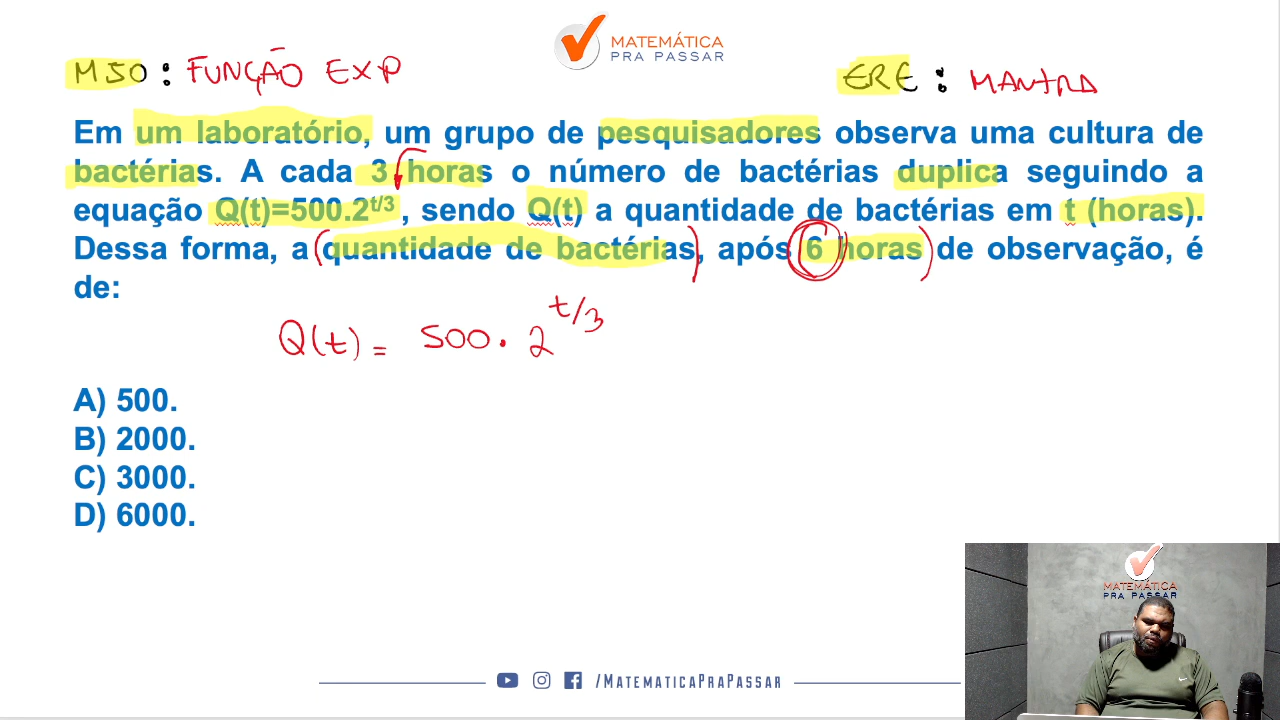 MATEMÁTICA
PRA PASSAR
M50 : FUNÇÃO EXP
ERE : MANTRA
Em um laboratório, um grupo de pesquisadores observa uma cultura de
bactérias. A cada 3 horas o número de bactérias duplica seguindo a
equação Q(t)=500.2^t/3, sendo Q(t) a quantidade de bactérias em t (horas).
Dessa forma, a (quantidade de bactérias), após 6 horas) de observação, é
de:
Q(t) = 500 . 2^t/3
A) 500.
B) 2000.
C) 3000.
D) 6000.
MATEMÁTICA
PRA PASSAR
/MATEMATICAPRAPASSAR